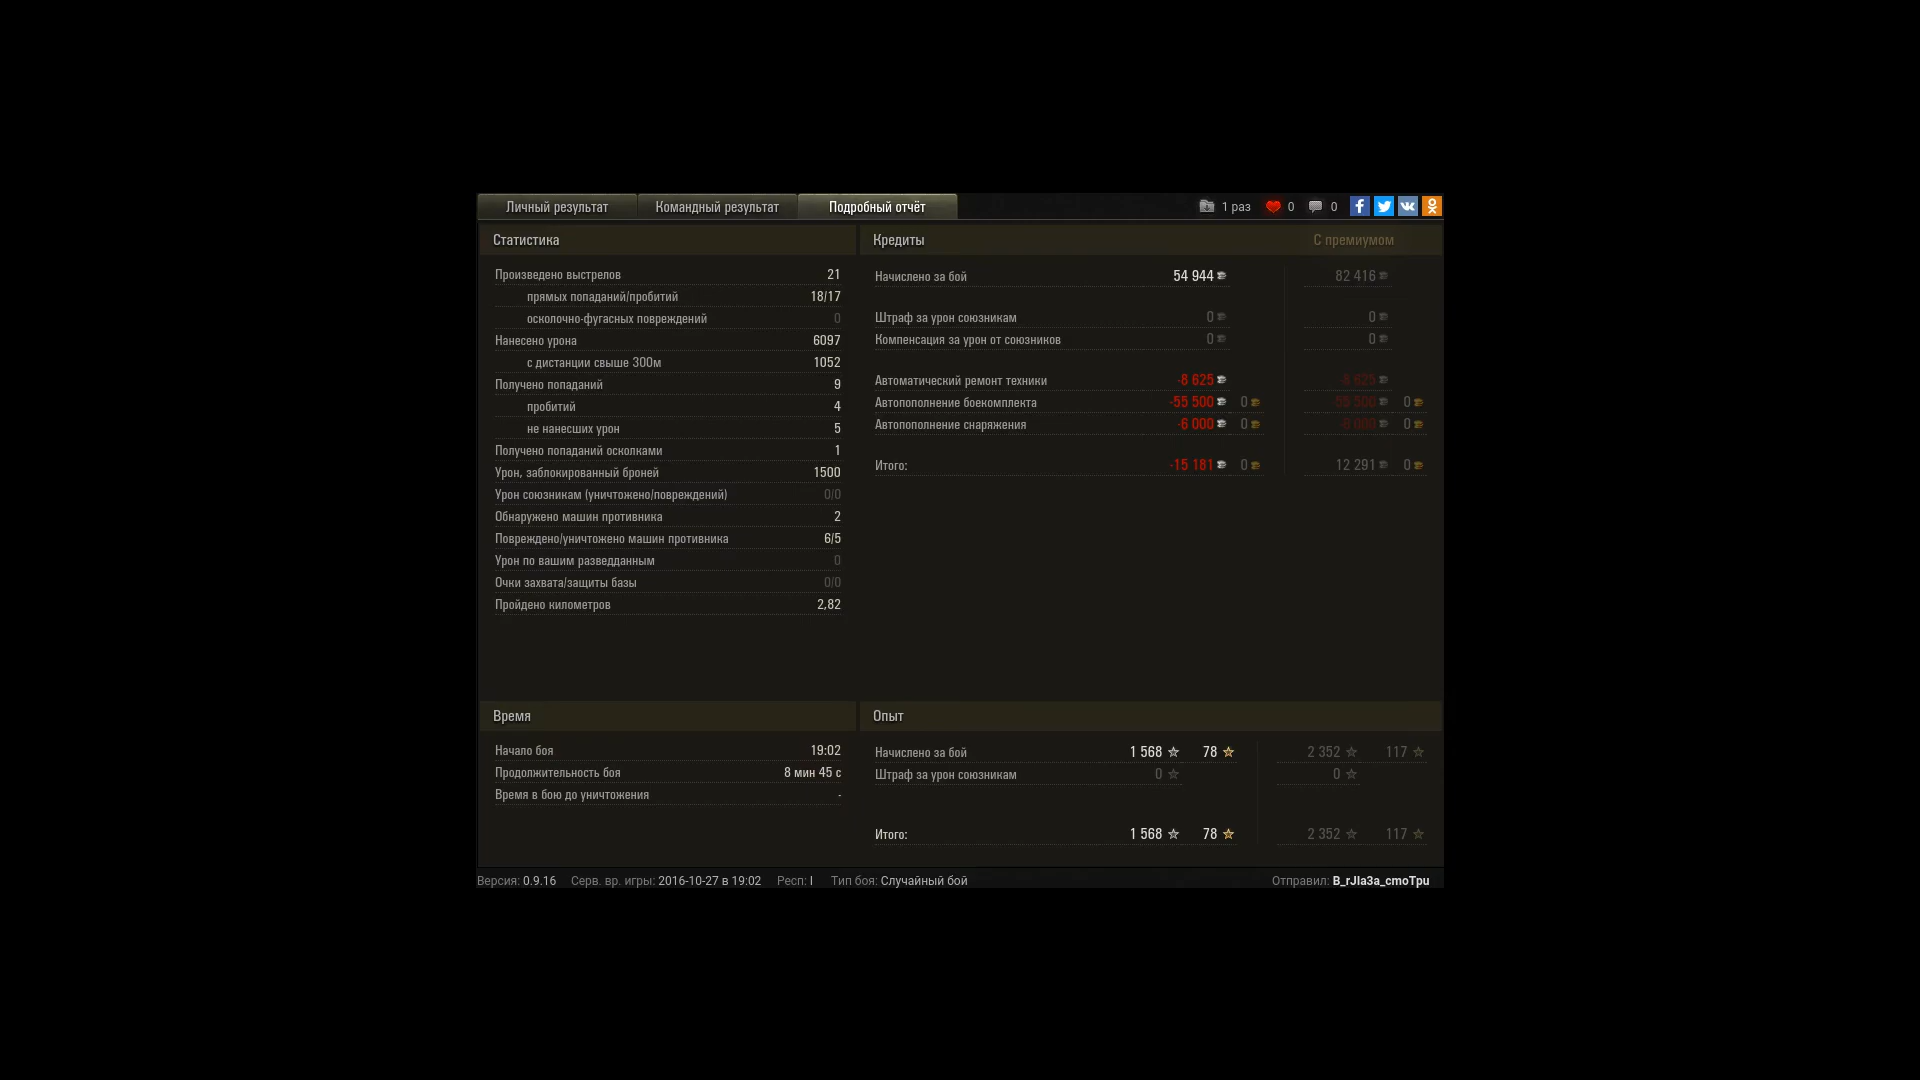 Личный результат Командный результат Подробный отчёт 1 раз 0 0
Статистика
Произведено выстрелов 21
прямых попаданий/пробитий 18/17
осколочно-фугасных повреждений 0
Нанесено урона 6097
с дистанции свыше 300м 1052
Получено попаданий 9
пробитий 4
не нанесших урон 5
Получено попаданий осколками 1
Урон, заблокированный броней 1500
Урон союзникам (уничтожено/повреждений) 0/0
Обнаружено машин противника 2
Повреждено/уничтожено машин противника 6/5
Урон по вашим разведданным 0
Очки захвата/защиты базы 0/0
Пройдено километров 2,82
Кредиты С премиумом
Начислено за бой 54 944 82 416
Штраф за урон союзникам 0 0
Компенсация за урон от союзников 0 0
Автоматический ремонт техники -8 625 -8 625
Автопополнение боекомплекта -55 500 0 -55 500 0
Автопополнение снаряжения -6 000 0 -6 000 0
Итого: -15 181 0 12 291 0
Время
Начало боя 19:02
Продолжительность боя 8 мин 45 с
Время в бою до уничтожения -
Опыт
Начислено за бой 1 568 78 2 352 117
Штраф за урон союзникам 0 0
Итого: 1 568 78 2 352 117
Версия: 0.9.16 Серв. вр. игры: 2016-10-27 в 19:02 Респ: I Тип боя: Случайный бой Отправил: B_rJIa3a_cmoTpu